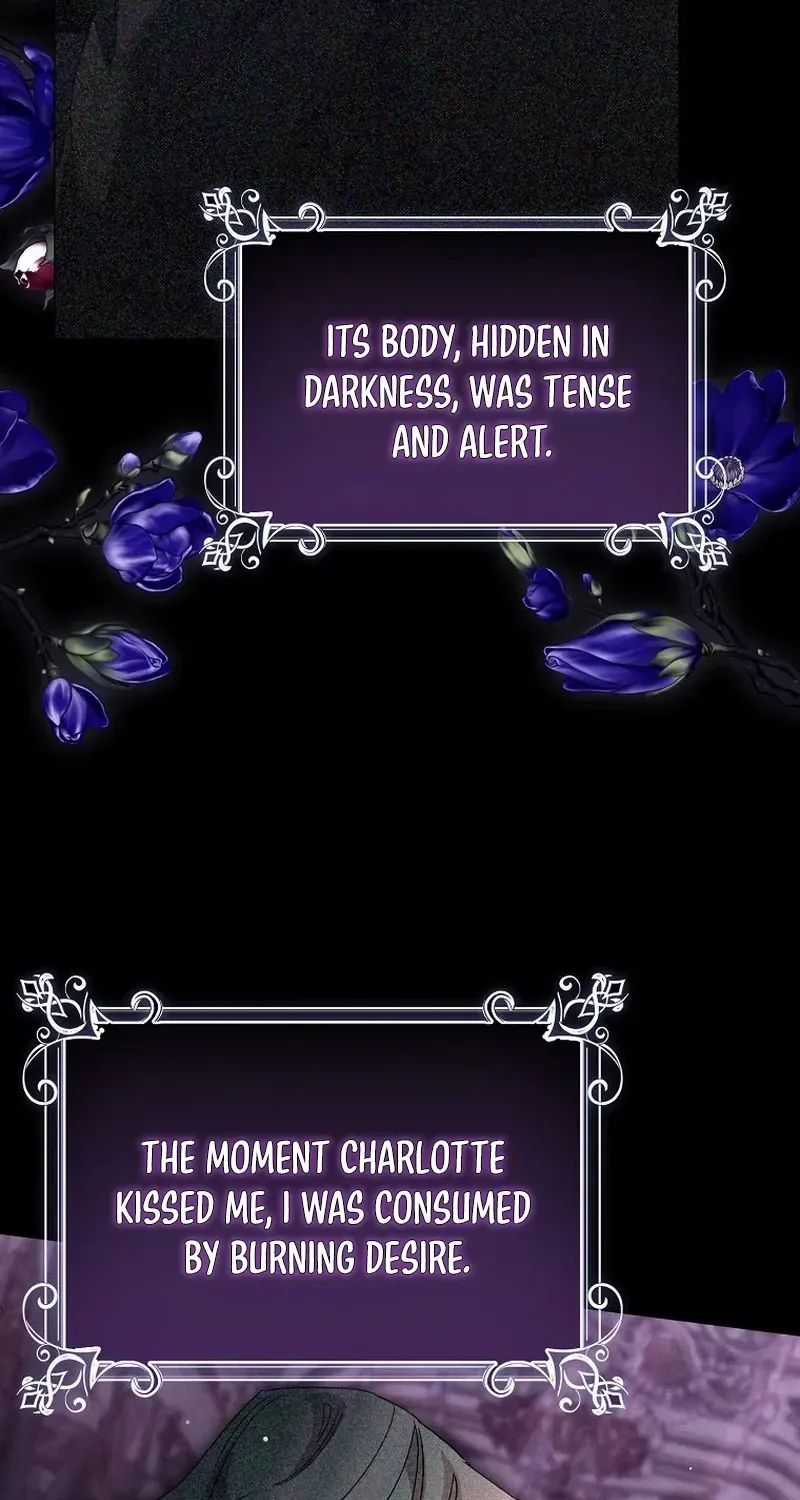 ITS BODY, HIDDEN IN
DARKNESS, WAS TENSE
AND ALERT.
THE MOMENT CHARLOTTE
KISSED ME, I WAS CONSUMED
BY BURNING DESIRE.